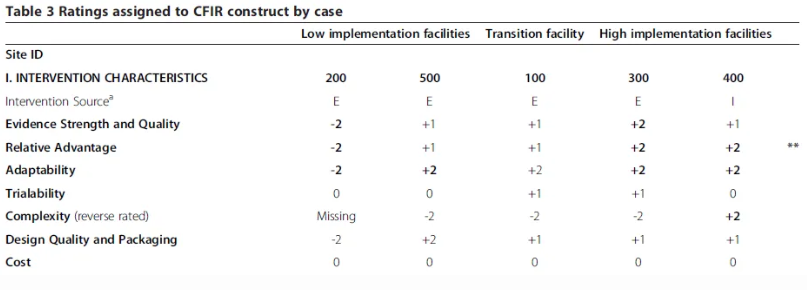 Table 3 Ratings assigned to CFIR construct by case
Low implementation facilities Transition facility High implementation facilities
Site ID
I. INTERVENTION CHARACTERISTICS 200 500 100 300 400
Intervention Sourceᵃ E E E E I
Evidence Strength and Quality -2 +1 +1 +2 +1
Relative Advantage -2 +1 +1 +2 +2 **
Adaptability -2 +2 +2 +2 +2
Trialability 0 0 +1 +1 0
Complexity (reverse rated) Missing -2 -2 -2 +2
Design Quality and Packaging -2 +2 +1 +1 +1
Cost 0 0 0 0 0